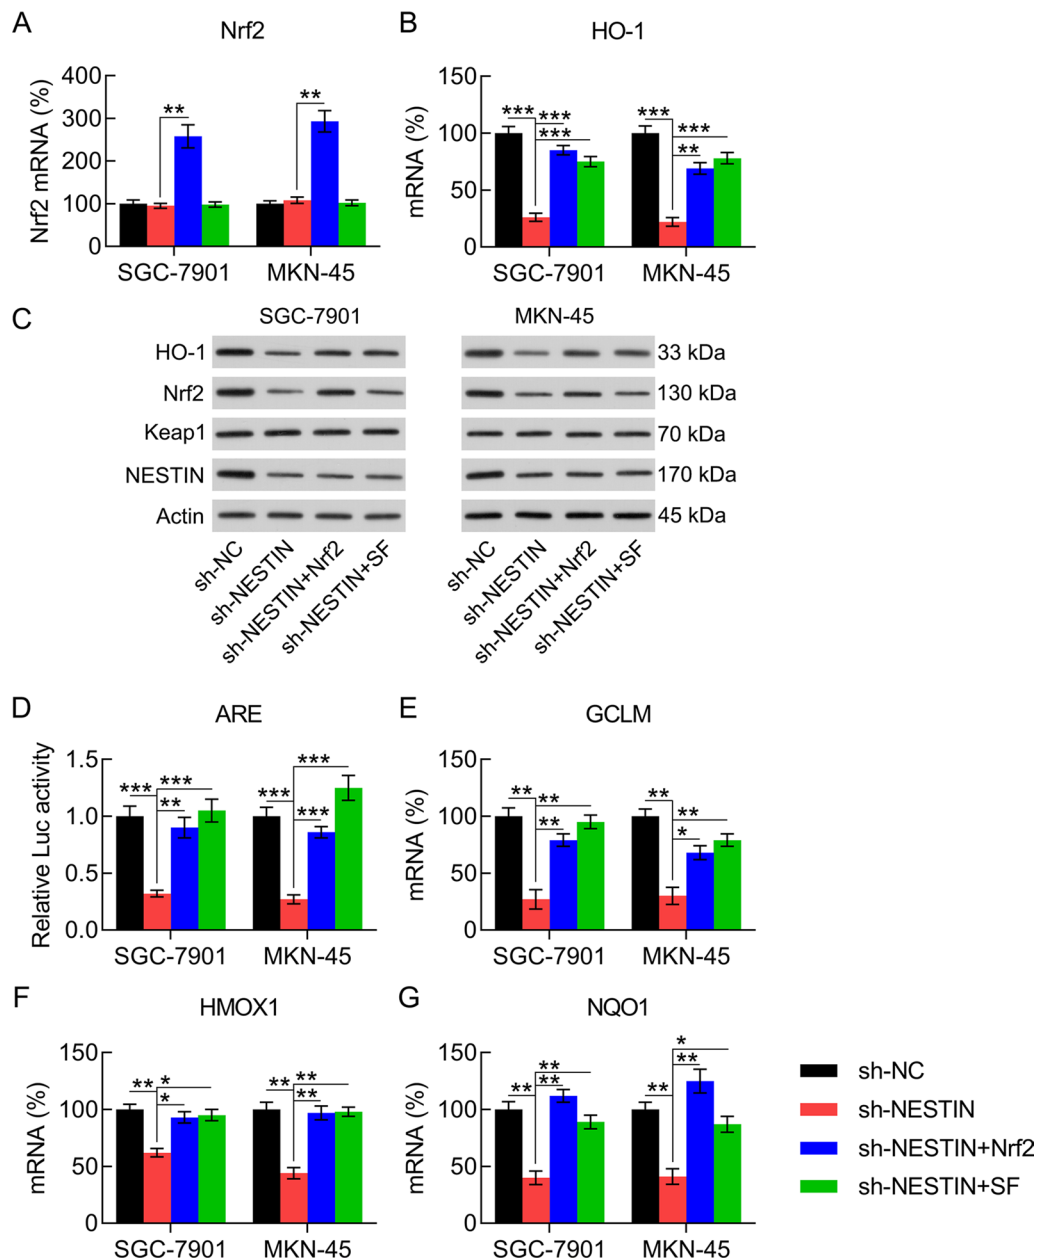 A
Nrf2
Nrf2 mRNA (%)
400
300
200
100
0
**
**
SGC-7901
MKN-45
B
HO-1
mRNA (%)
150
100
50
0
***
***
***
***
***
**
SGC-7901
MKN-45
C
SGC-7901
MKN-45
HO-1
33 kDa
Nrf2
130 kDa
Keap1
70 kDa
NESTIN
170 kDa
Actin
45 kDa
sh-NC
sh-NESTIN
sh-NESTIN+Nrf2
sh-NESTIN+SF
sh-NC
sh-NESTIN
sh-NESTIN+Nrf2
sh-NESTIN+SF
D
ARE
Relative Luc activity
1.5
1.0
0.5
0.0
***
***
**
***
***
***
SGC-7901
MKN-45
E
GCLM
mRNA (%)
150
100
50
0
**
**
**
**
**
*
SGC-7901
MKN-45
F
HMOX1
mRNA (%)
150
100
50
0
**
*
*
**
**
**
SGC-7901
MKN-45
G
NQO1
mRNA (%)
150
100
50
0
**
**
**
**
*
**
SGC-7901
MKN-45
sh-NC
sh-NESTIN
sh-NESTIN+Nrf2
sh-NESTIN+SF